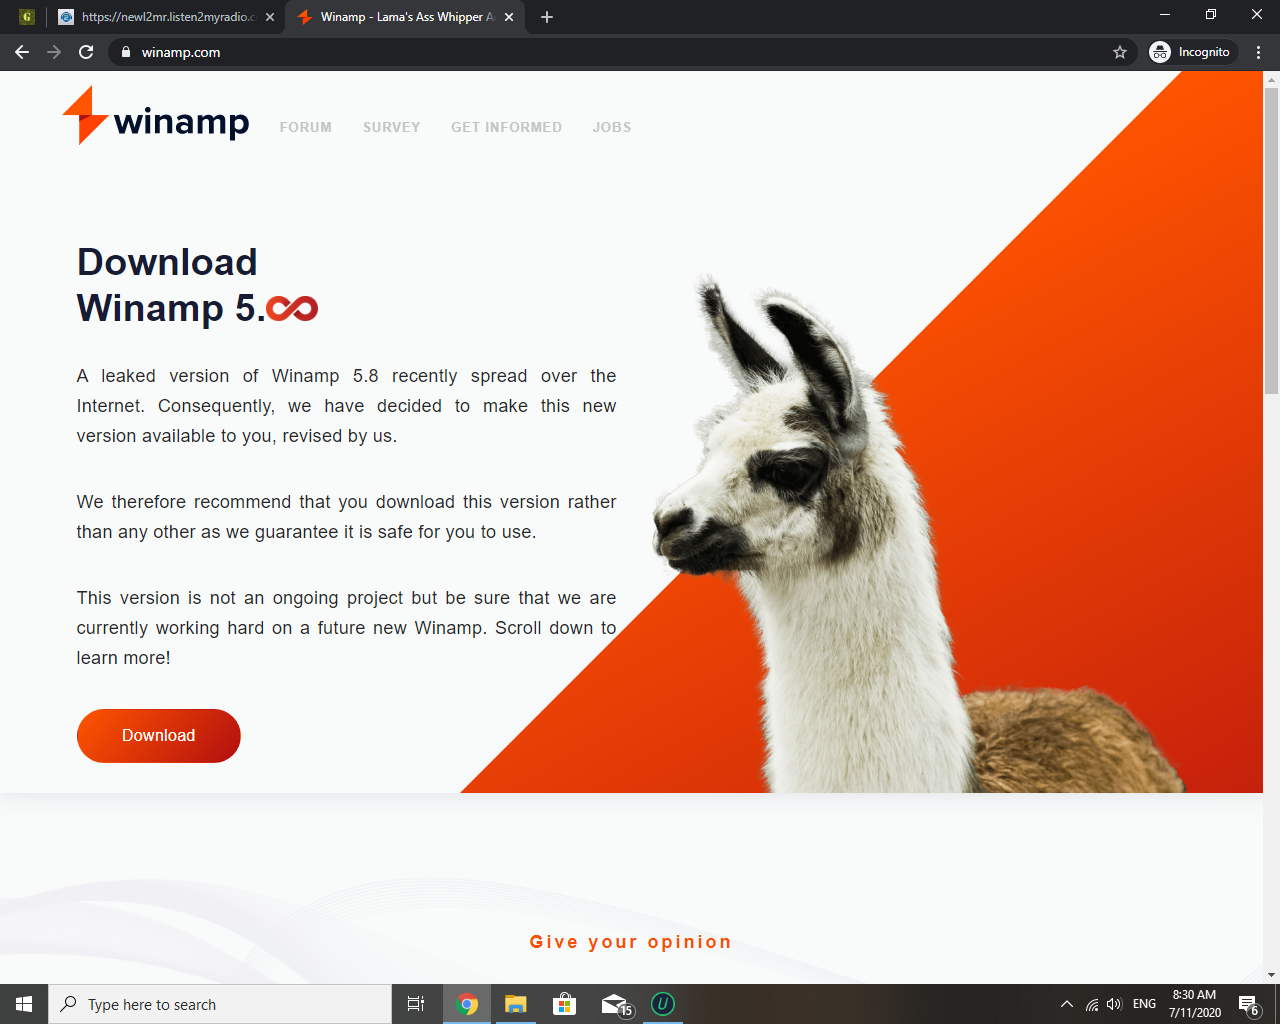 G
https://newl2mr.listen2myradio.c
Winamp - Lama's Ass Whipper A
winamp.com
Incognito
winamp
FORUM
SURVEY
GET INFORMED
JOBS
Download
Winamp 5.∞
A leaked version of Winamp 5.8 recently spread over the
Internet. Consequently, we have decided to make this new
version available to you, revised by us.
We therefore recommend that you download this version rather
than any other as we guarantee it is safe for you to use.
This version is not an ongoing project but be sure that we are
currently working hard on a future new Winamp. Scroll down to
learn more!
Download
Give your opinion
Type here to search
15
U
ENG
8:30 AM
7/11/2020
6